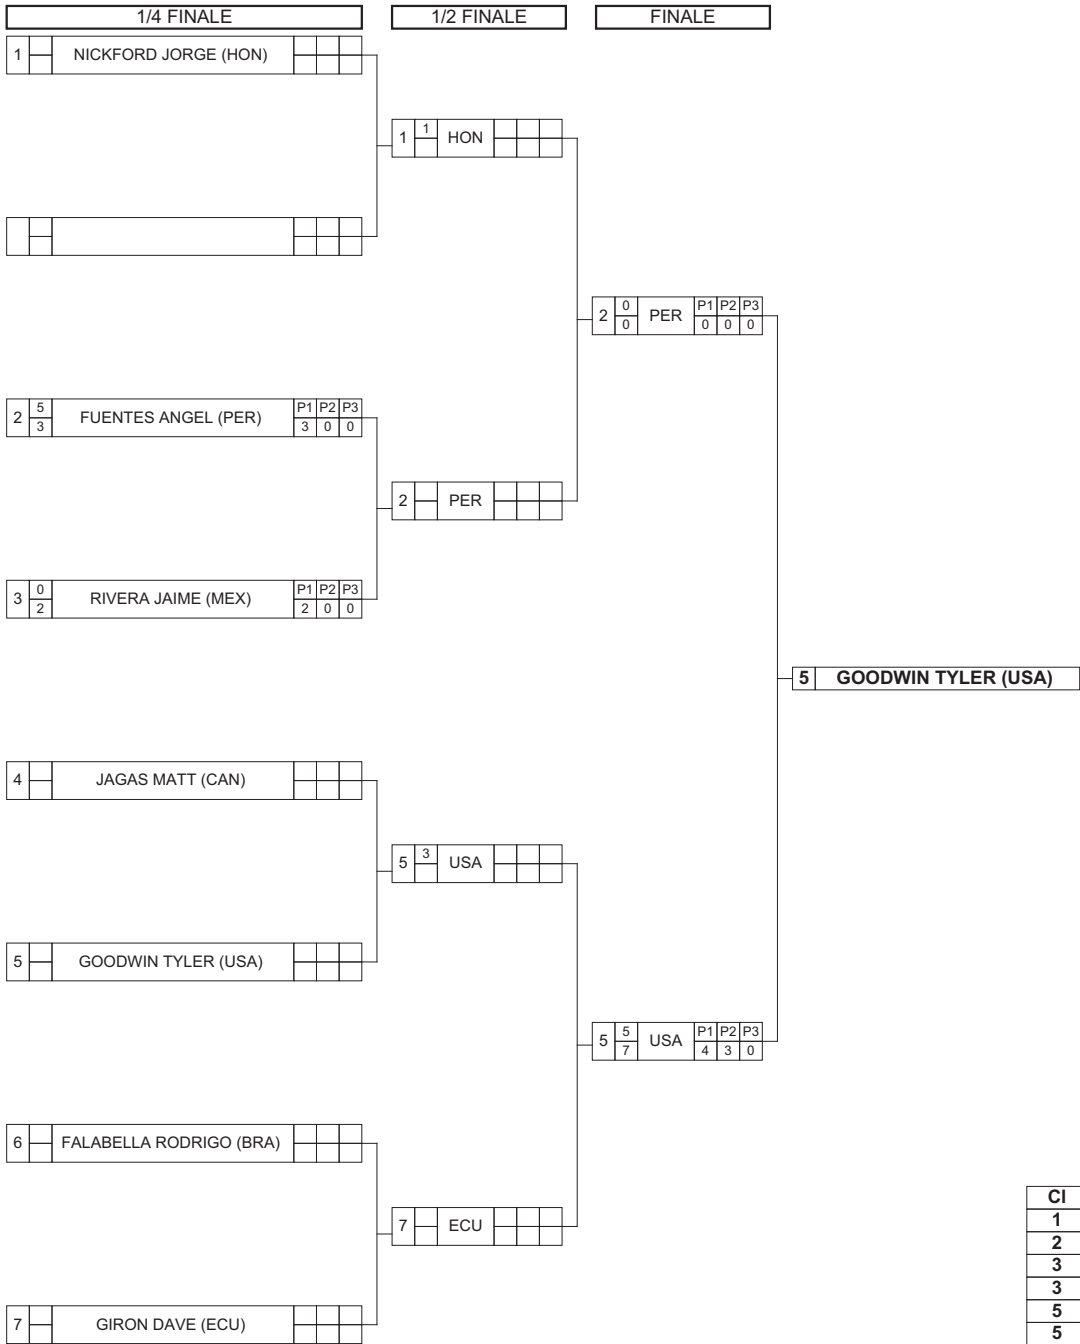 1/4 FINALE 1/2 FINALE FINALE
1 NICKFORD JORGE (HON)
1 1 HON
2 0 PER P1 P2 P3
0 0 0 0
2 5 FUENTES ANGEL (PER) P1 P2 P3
3 3 0 0
2 PER
3 0 RIVERA JAIME (MEX) P1 P2 P3
2 2 0 0
5 GOODWIN TYLER (USA)
4 JAGAS MATT (CAN)
5 3 USA
5 GOODWIN TYLER (USA)
5 5 USA P1 P2 P3
7 4 3 0
6 FALABELLA RODRIGO (BRA)
Cl
1
7 ECU
2
3
3
5
7 GIRON DAVE (ECU)
5